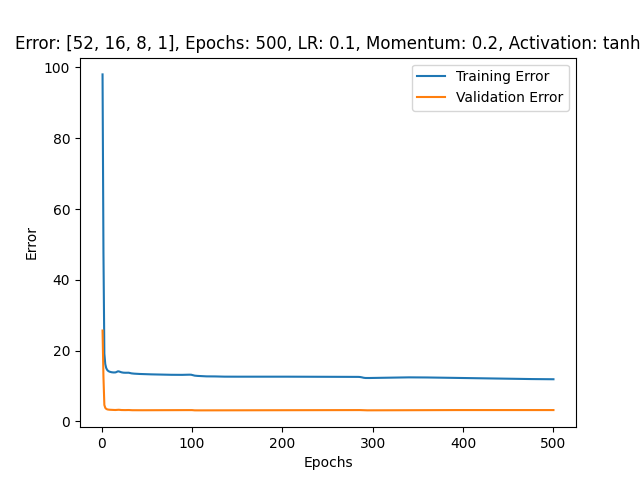 Error: [52, 16, 8, 1], Epochs: 500, LR: 0.1, Momentum: 0.2, Activation: tanh
100
80
60
40
20
0
Error
Training Error
Validation Error
0 100 200 300 400 500
Epochs